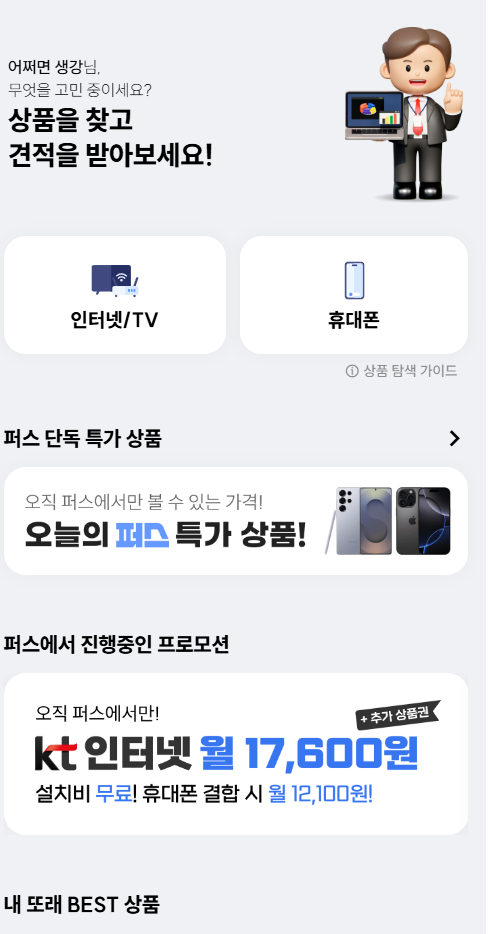 어쩌면 생강님,
무엇을 고민 중이세요?
상품을 찾고
견적을 받아보세요!
인터넷/TV
휴대폰
상품 탐색 가이드
퍼스 단독 특가 상품
오직 퍼스에서만 볼 수 있는 가격!
오늘의 퍼스 특가 상품!
퍼스에서 진행중인 프로모션
오직 퍼스에서만!
+ 추가 상품권
kt 인터넷 월 17,600원
설치비 무료! 휴대폰 결합 시 월 12,100원!
내 또래 BEST 상품